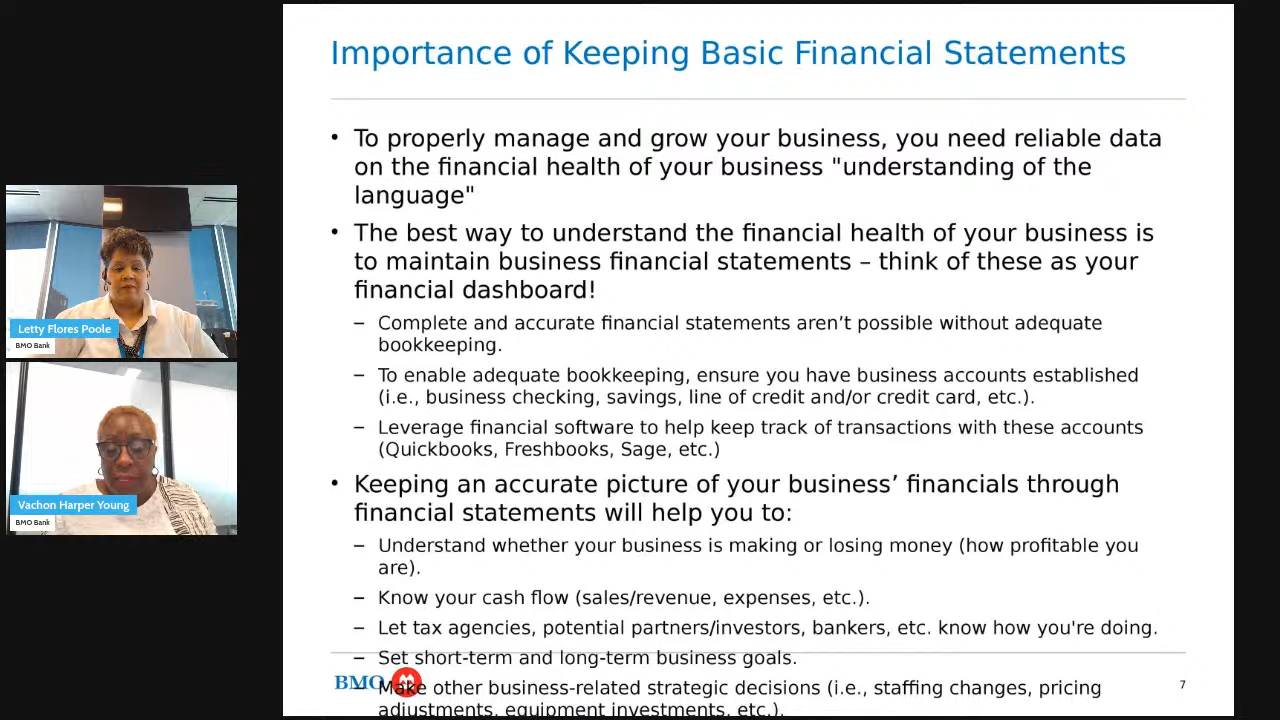 Importance of Keeping Basic Financial Statements
• To properly manage and grow your business, you need reliable data
on the financial health of your business "understanding of the
language"
• The best way to understand the financial health of your business is
to maintain business financial statements – think of these as your
financial dashboard!
– Complete and accurate financial statements aren’t possible without adequate
bookkeeping.
– To enable adequate bookkeeping, ensure you have business accounts established
(i.e., business checking, savings, line of credit and/or credit card, etc.).
– Leverage financial software to help keep track of transactions with these accounts
(Quickbooks, Freshbooks, Sage, etc.)
• Keeping an accurate picture of your business’ financials through
financial statements will help you to:
– Understand whether your business is making or losing money (how profitable you
are).
– Know your cash flow (sales/revenue, expenses, etc.).
– Let tax agencies, potential partners/investors, bankers, etc. know how you're doing.
– Set short-term and long-term business goals.
– Make other business-related strategic decisions (i.e., staffing changes, pricing
adjustments, equipment investments, etc.).
BMO
7
Letty Flores Poole
BMO Bank
Vachon Harper Young
BMO Bank